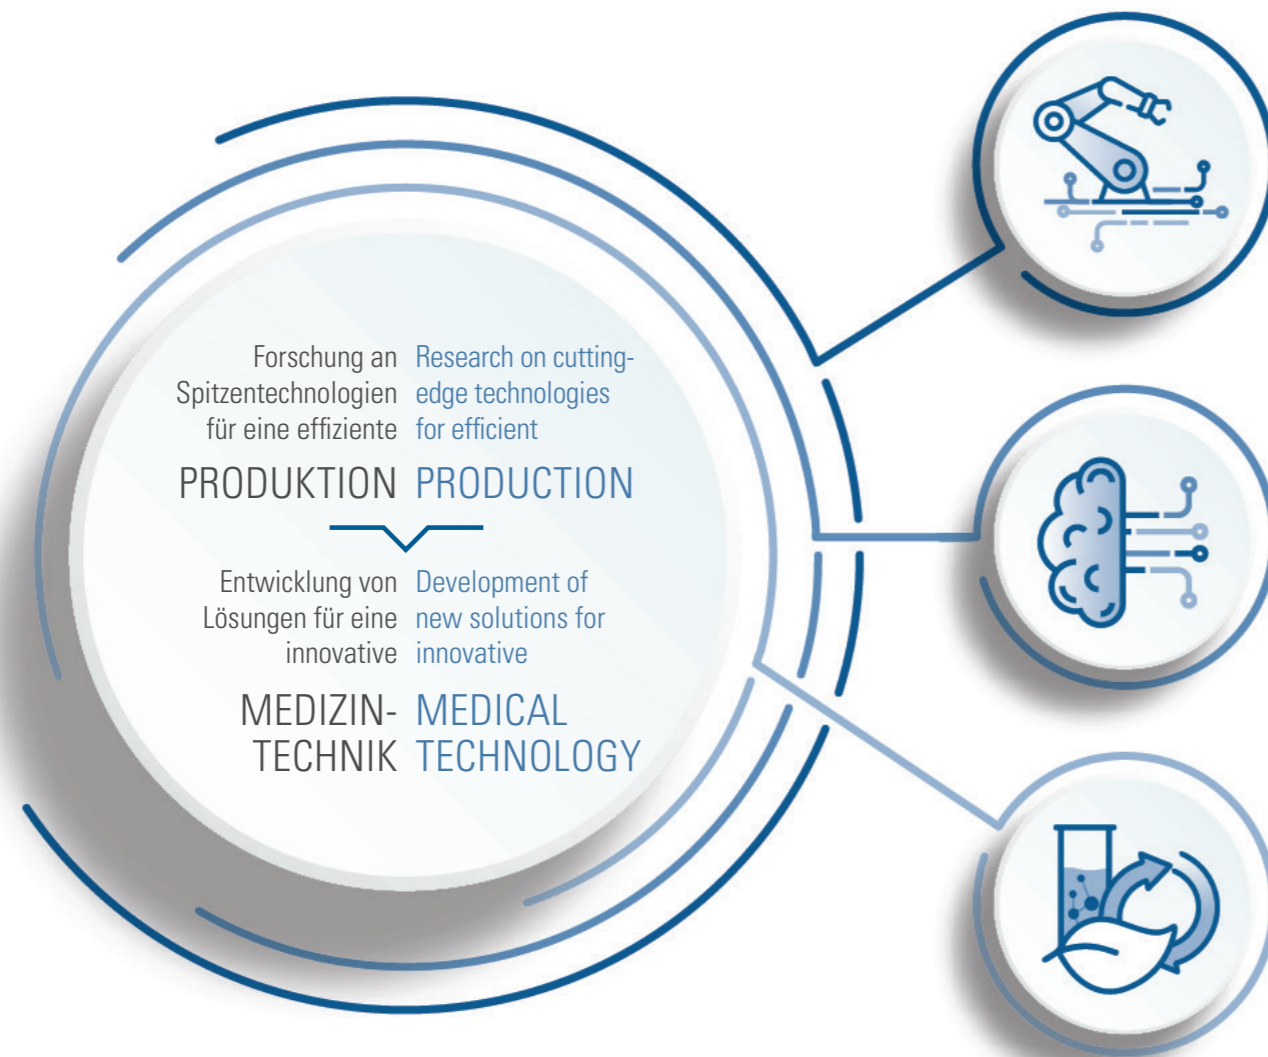 Forschung an
Spitzentechnologien
für eine effiziente
PRODUKTION
Research on cutting-
edge technologies
for efficient
PRODUCTION
Entwicklung von
Lösungen für eine
innovative
MEDIZIN-
TECHNIK
Development of
new solutions for
innovative
MEDICAL
TECHNOLOGY